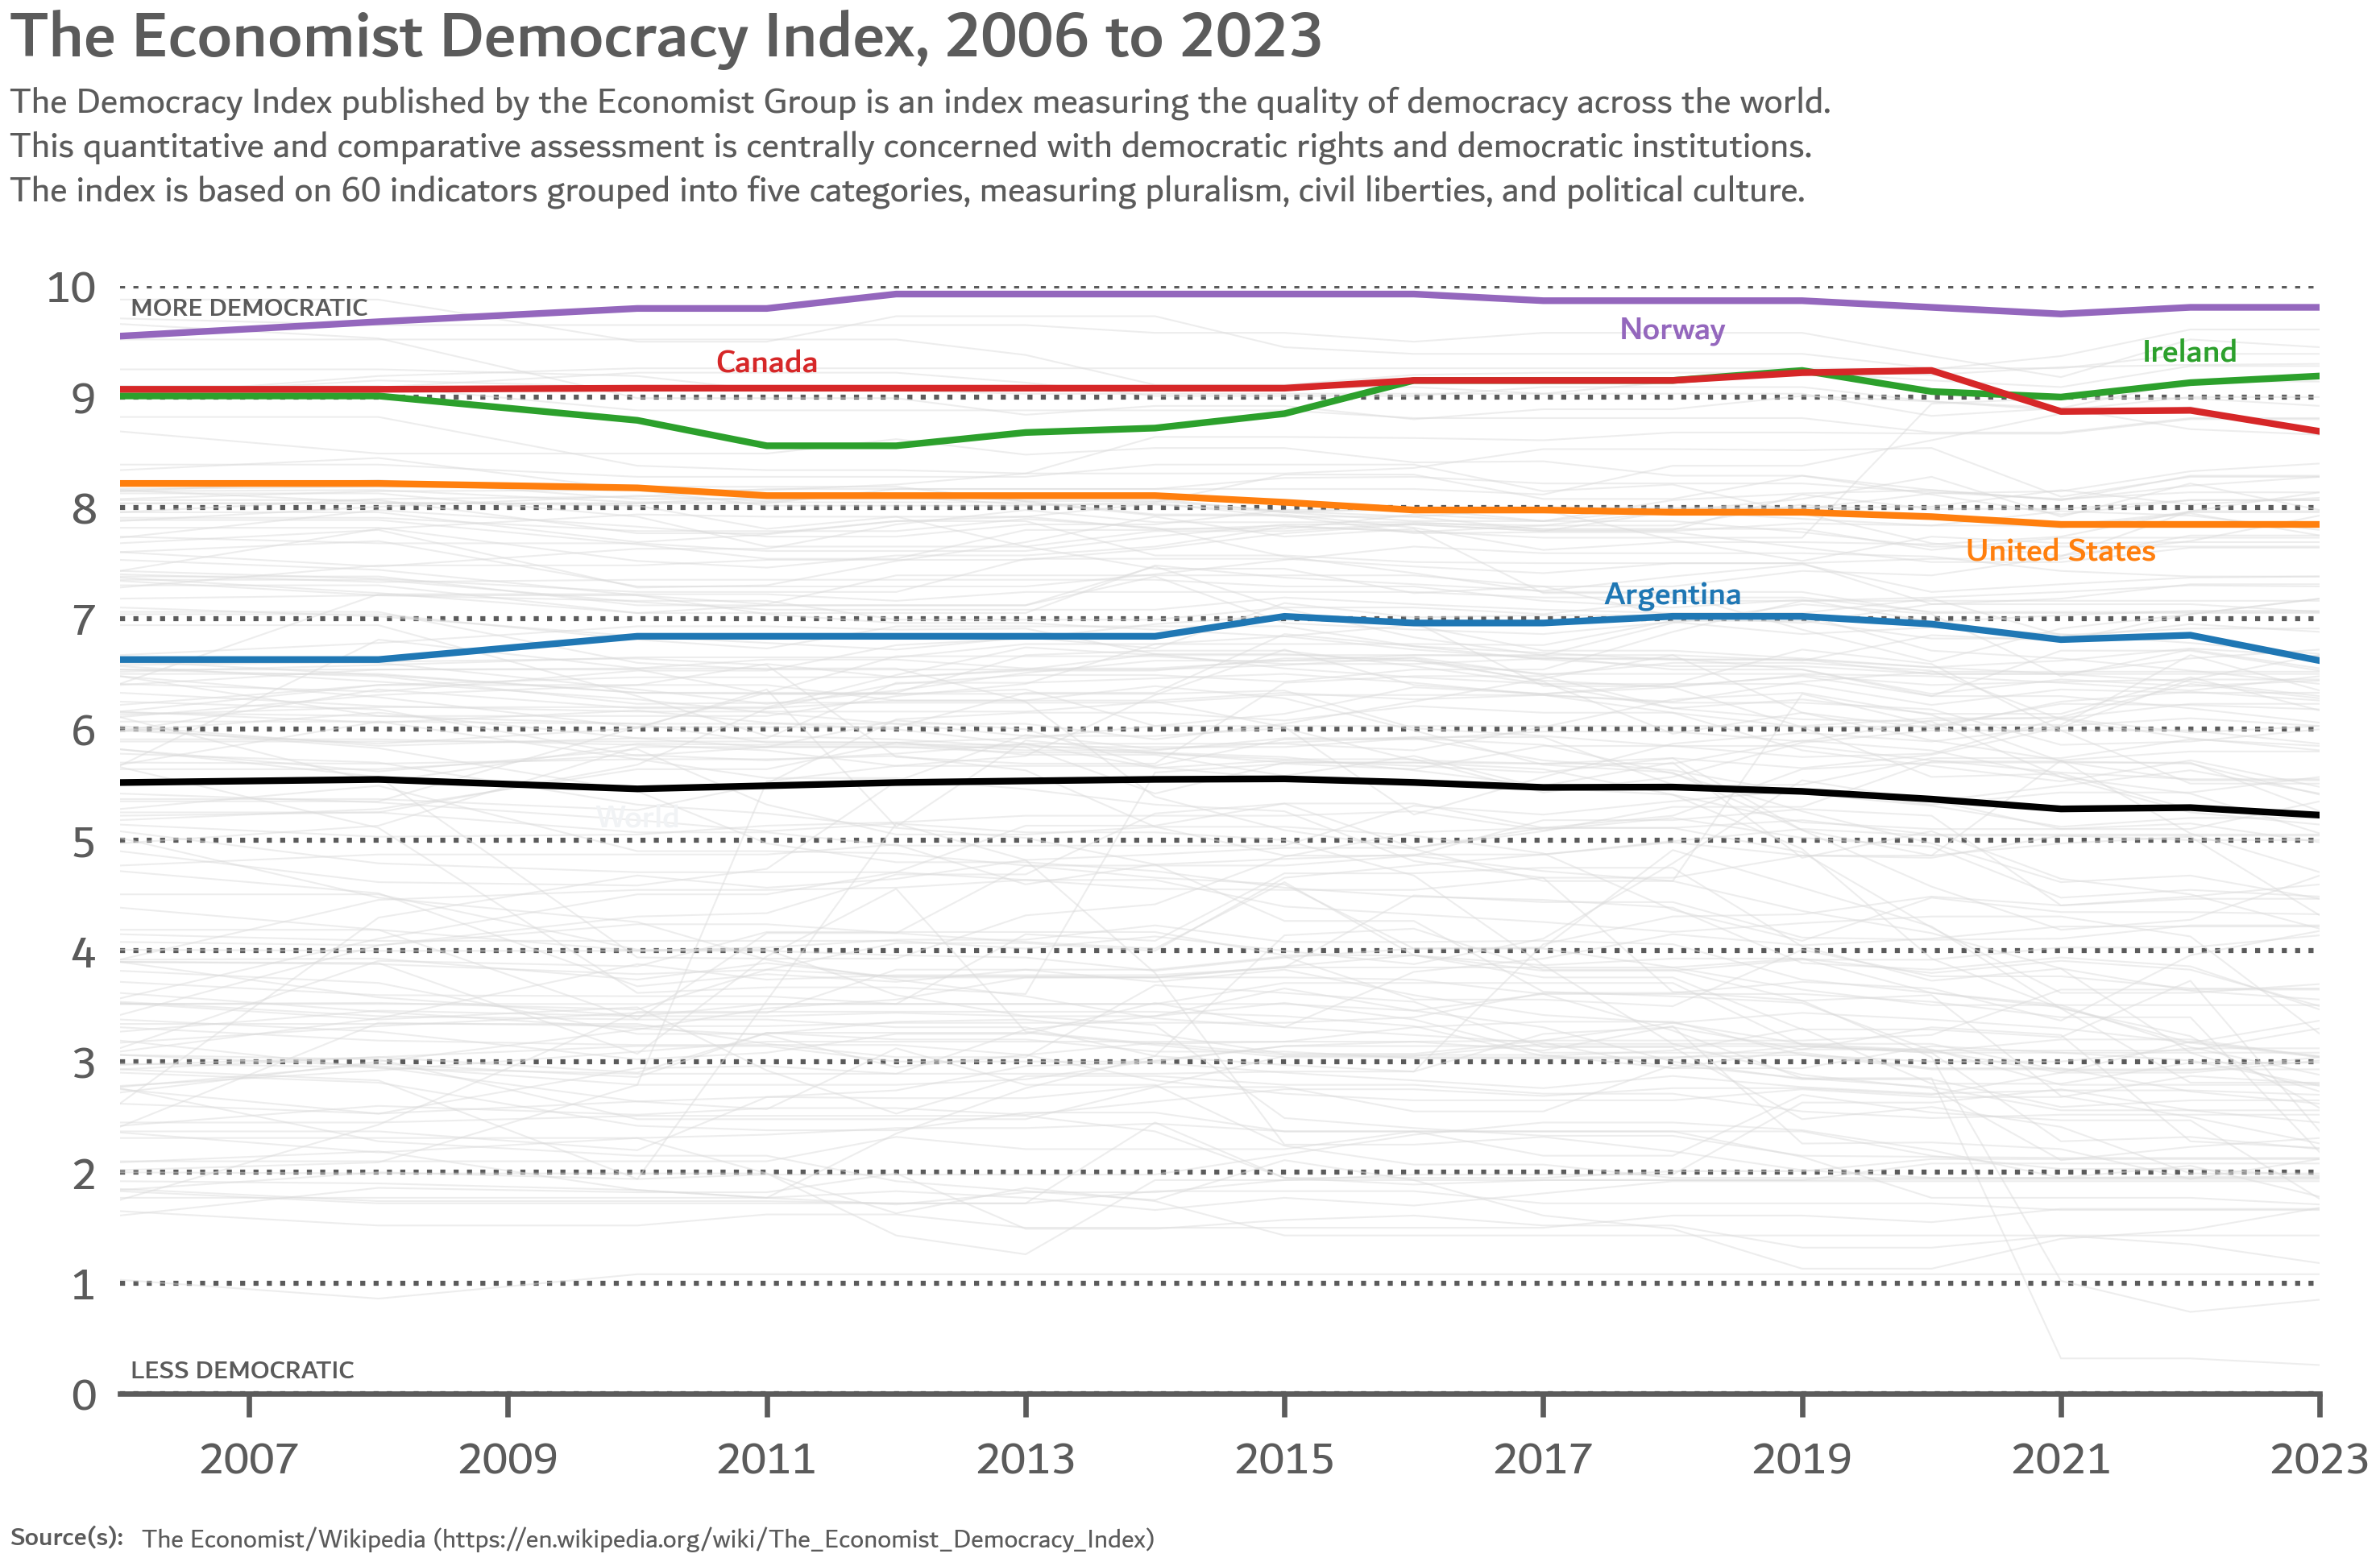 The Economist Democracy Index, 2006 to 2023
The Democracy Index published by the Economist Group is an index measuring the quality of democracy across the world.
This quantitative and comparative assessment is centrally concerned with democratic rights and democratic institutions.
The index is based on 60 indicators grouped into five categories, measuring pluralism, civil liberties, and political culture.
10
MORE DEMOCRATIC
Norway
Ireland
Canada
9
8
United States
Argentina
7
6
World
5
4
3
2
1
LESS DEMOCRATIC
0
2007 2009 2011 2013 2015 2017 2019 2021 2023
Source(s): The Economist/Wikipedia (https://en.wikipedia.org/wiki/The_Economist_Democracy_Index)